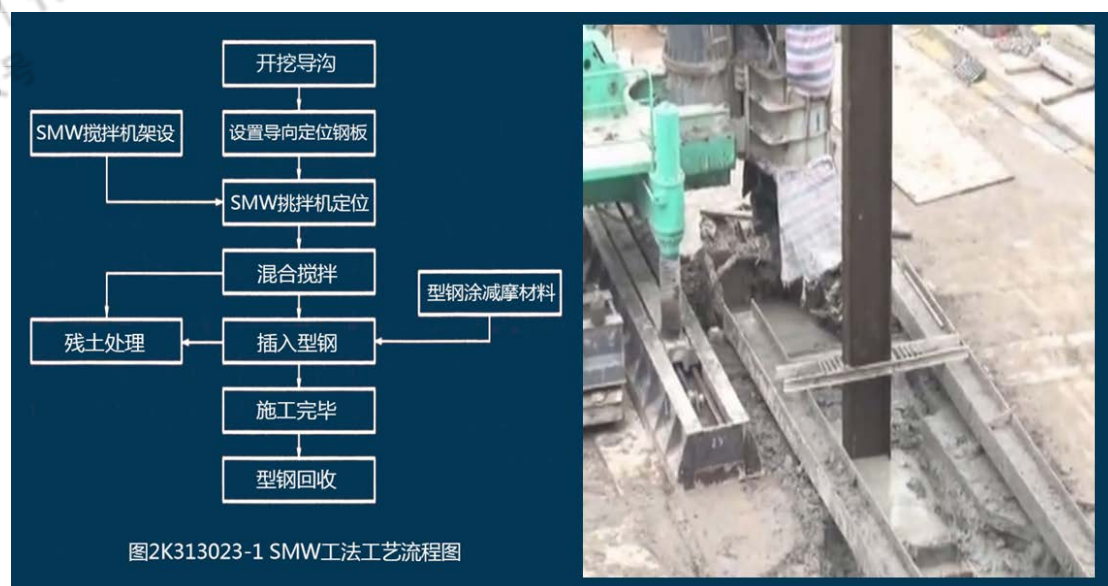 开挖导沟
SMW搅拌机架设
设置导向定位钢板
SMW挑拌机定位
混合搅拌
型钢涂减摩材料
残土处理
插入型钢
施工完毕
型钢回收
图2K313023-1 SMW工法工艺流程图